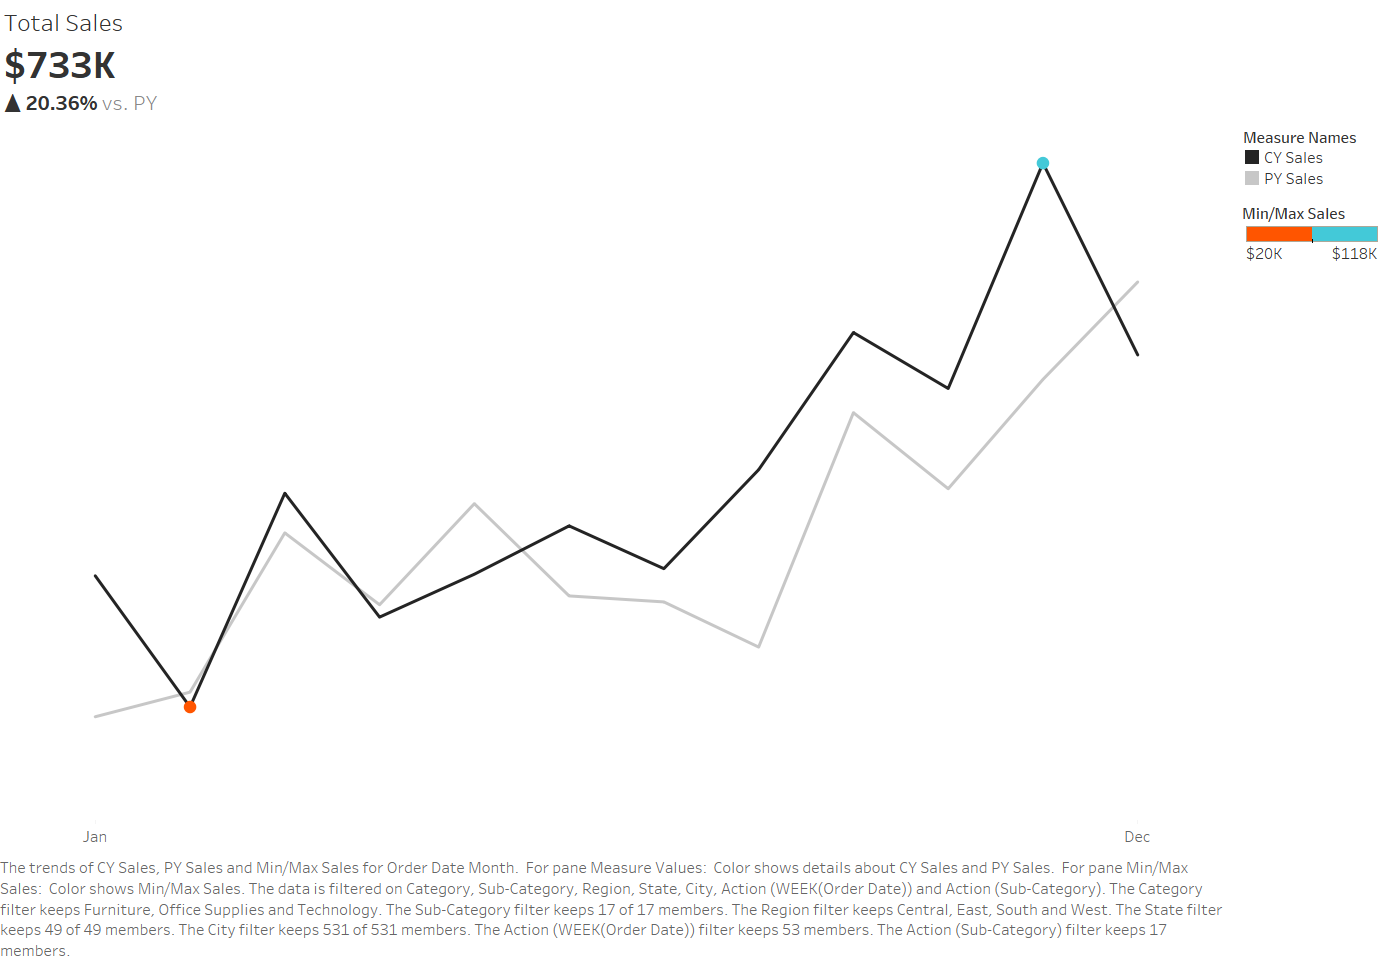 Total Sales
$733K
▲ 20.36% vs. PY
Measure Names
CY Sales
PY Sales
Min/Max Sales
$20K $118K
Jan Dec
The trends of CY Sales, PY Sales and Min/Max Sales for Order Date Month.  For pane Measure Values:  Color shows details about CY Sales and PY Sales.  For pane Min/Max
Sales:  Color shows Min/Max Sales. The data is filtered on Category, Sub-Category, Region, State, City, Action (WEEK(Order Date)) and Action (Sub-Category). The Category
filter keeps Furniture, Office Supplies and Technology. The Sub-Category filter keeps 17 of 17 members. The Region filter keeps Central, East, South and West. The State filter
keeps 49 of 49 members. The City filter keeps 531 of 531 members. The Action (WEEK(Order Date)) filter keeps 53 members. The Action (Sub-Category) filter keeps 17
members.